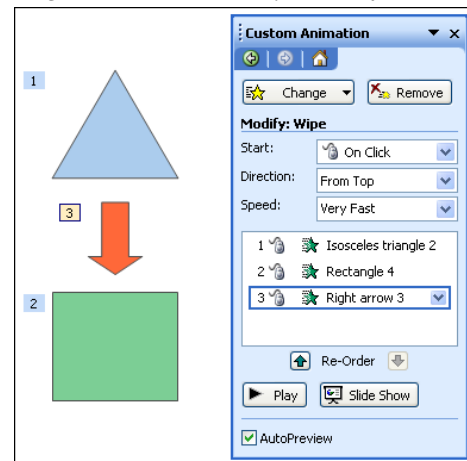 Custom Animation
1
Change
Remove
Modify: Wipe
Start:
On Click
Direction:
From Top
Speed:
Very Fast
3
1 Isosceles triangle 2
2 Rectangle 4
3 Right arrow 3
2
Re-Order
Play
Slide Show
AutoPreview